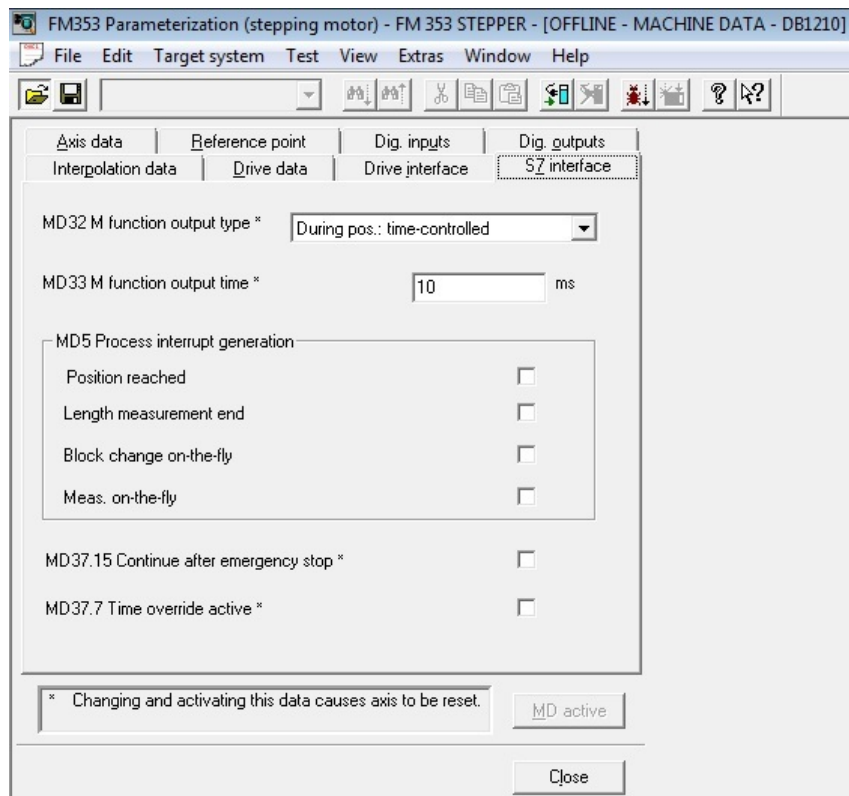 FM353 Parameterization (stepping motor) - FM 353 STEPPER - [OFFLINE - MACHINE DATA - DB1210]
File Edit Target system Test View Extras Window Help
Axis data Reference point Dig. inputs Dig. outputs
Interpolation data Drive data Drive interface S7 interface
MD32 M function output type * During pos.: time-controlled
MD33 M function output time * 10 ms
MD5 Process interrupt generation
Position reached
Length measurement end
Block change on-the-fly
Meas. on-the-fly
MD37.15 Continue after emergency stop *
MD37.7 Time override active *
* Changing and activating this data causes axis to be reset. MD active
Close